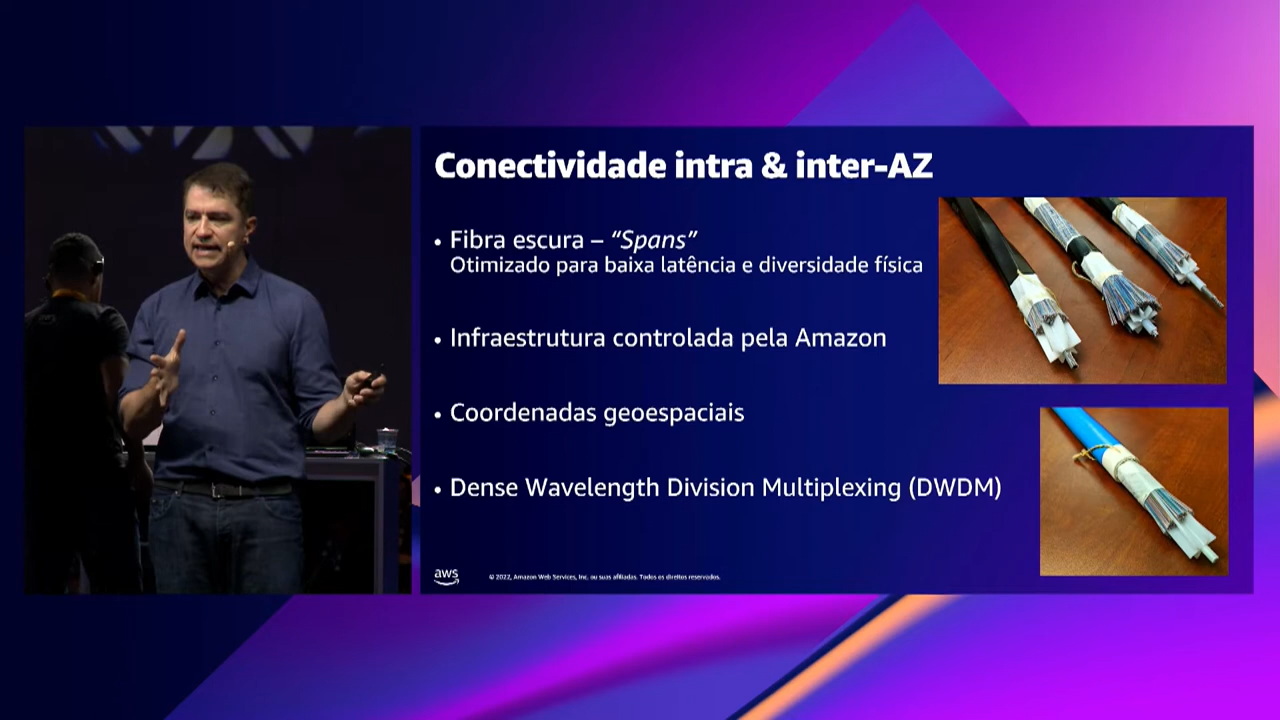 Conectividade intra & inter-AZ
• Fibra escura – “Spans”
Otimizado para baixa latência e diversidade física
• Infraestrutura controlada pela Amazon
• Coordenadas geoespaciais
• Dense Wavelength Division Multiplexing (DWDM)
aws
© 2022, Amazon Web Services, Inc. ou suas afiliadas. Todos os direitos reservados.